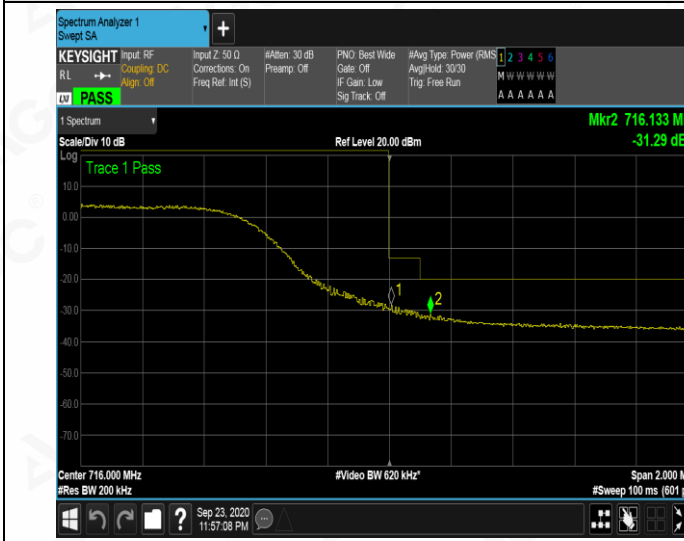 Spectrum Analyzer 1
Swept SA
+
KEYSIGHT
RL
LXI PASS
Input: RF
Coupling: DC
Align: Off
Input Z: 50 Ω
Corrections: On
Freq Ref: Int (S)
#Atten: 30 dB
Preamp: Off
PNO: Best Wide
Gate: Off
IF Gain: Low
Sig Track: Off
#Avg Type: Power (RMS
Avg|Hold: 30/30
Trig: Free Run
1 2 3 4 5 6
M W W W W W
A A A A A A
1 Spectrum
Mkr2 716.133 M
Scale/Div 10 dB
Ref Level 20.00 dBm
-31.29 dB
Log
Trace 1 Pass
10.0
0.00
-10.0
-20.0
1
2
-30.0
-40.0
-50.0
-60.0
-70.0
Center 716.000 MHz
#Video BW 620 kHz*
Span 2.000 M
#Res BW 200 kHz
#Sweep 100 ms (601 p
?
Sep 23, 2020
11:57:08 PM